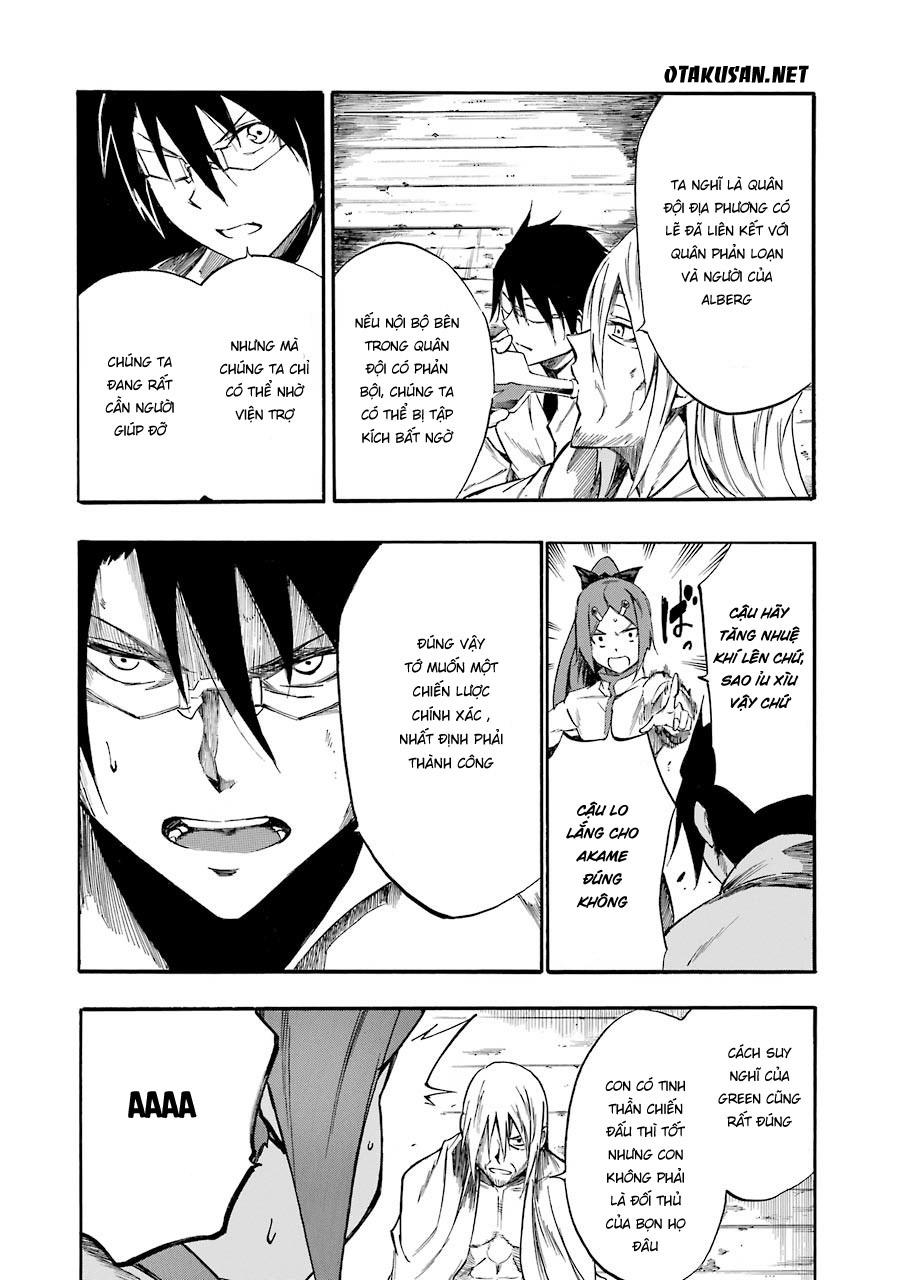 OTAKUSAN.NET
TA NGHĨ LÀ QUÂN
ĐỘI ĐỊA PHƯƠNG CÓ
LẼ ĐÃ LIÊN KẾT VỚI
QUÂN PHẢN LOẠN
VÀ NGƯỜI CỦA
ALBERG
NẾU NỘI BỘ BÊN
TRONG QUÂN
ĐỘI CÓ PHẢN
BỘI, CHÚNG TA
CÓ THỂ BỊ TẬP
KÍCH BẤT NGỜ
NHƯNG MÀ
CHÚNG TA CHỈ
CÓ THỂ NHỜ
VIỆN TRỢ
CHÚNG TA
ĐANG RẤT
CẦN NGƯỜI
GIÚP ĐỠ
CẬU HÃY
TĂNG NHUỆ
KHÍ LÊN CHỨ,
SAO ỈU XÌU
VẬY CHỨ
ばっ
CẬU LO
LẮNG CHO
AKAME
ĐÚNG
KHÔNG
ĐÚNG VẬY
TỚ MUỐN MỘT
CHIẾN LƯỢC
CHÍNH XÁC ,
NHẤT ĐỊNH PHẢI
THÀNH CÔNG
CÁCH SUY
NGHĨ CỦA
GREEN CŨNG
RẤT ĐÚNG
CON CÓ TINH
THẦN CHIẾN
ĐẤU THÌ TỐT
NHƯNG CON
KHÔNG PHẢI
LÀ ĐỐI THỦ
CỦA BỌN HỌ
ĐÂU
AAAA